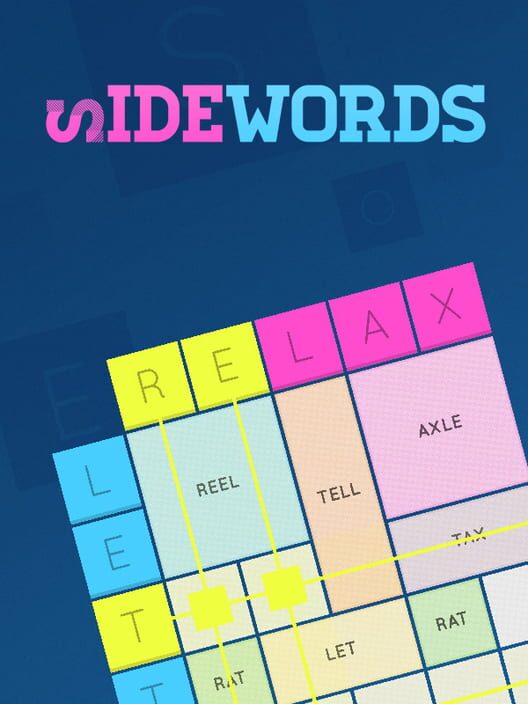 S
SIDEWORDS
O
R E L A X
E
L
REEL
AXLE
TELL
E
TAX
T
RAT
LET
RAT
T